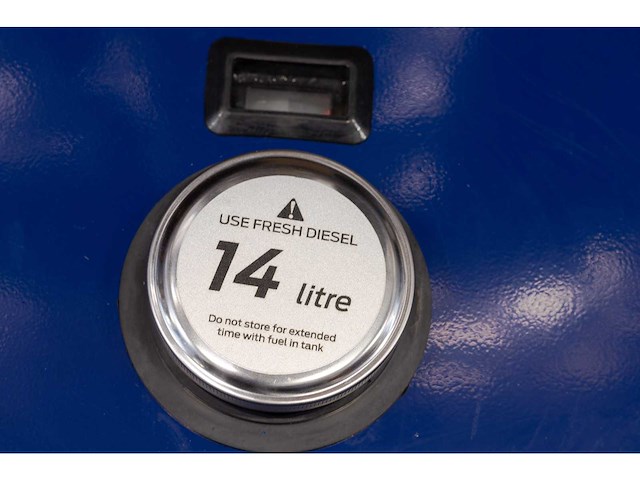 USE FRESH DIESEL
14 litre
Do not store for extended
time with fuel in tank